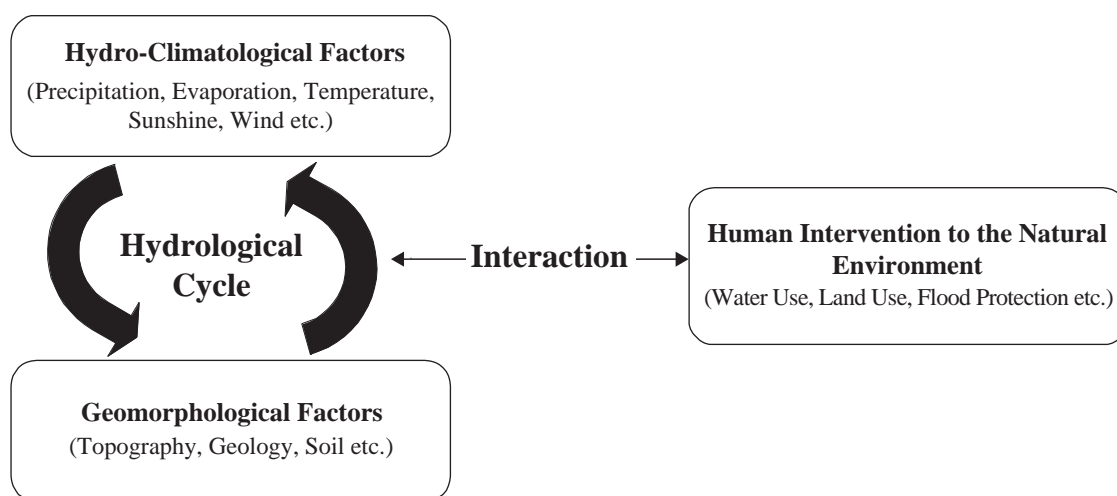 Hydro-Climatological Factors
(Precipitation, Evaporation, Temperature,
Sunshine, Wind etc.)
Hydrological
Cycle
Interaction
Human Intervention to the Natural
Environment
(Water Use, Land Use, Flood Protection etc.)
Geomorphological Factors
(Topography, Geology, Soil etc.)